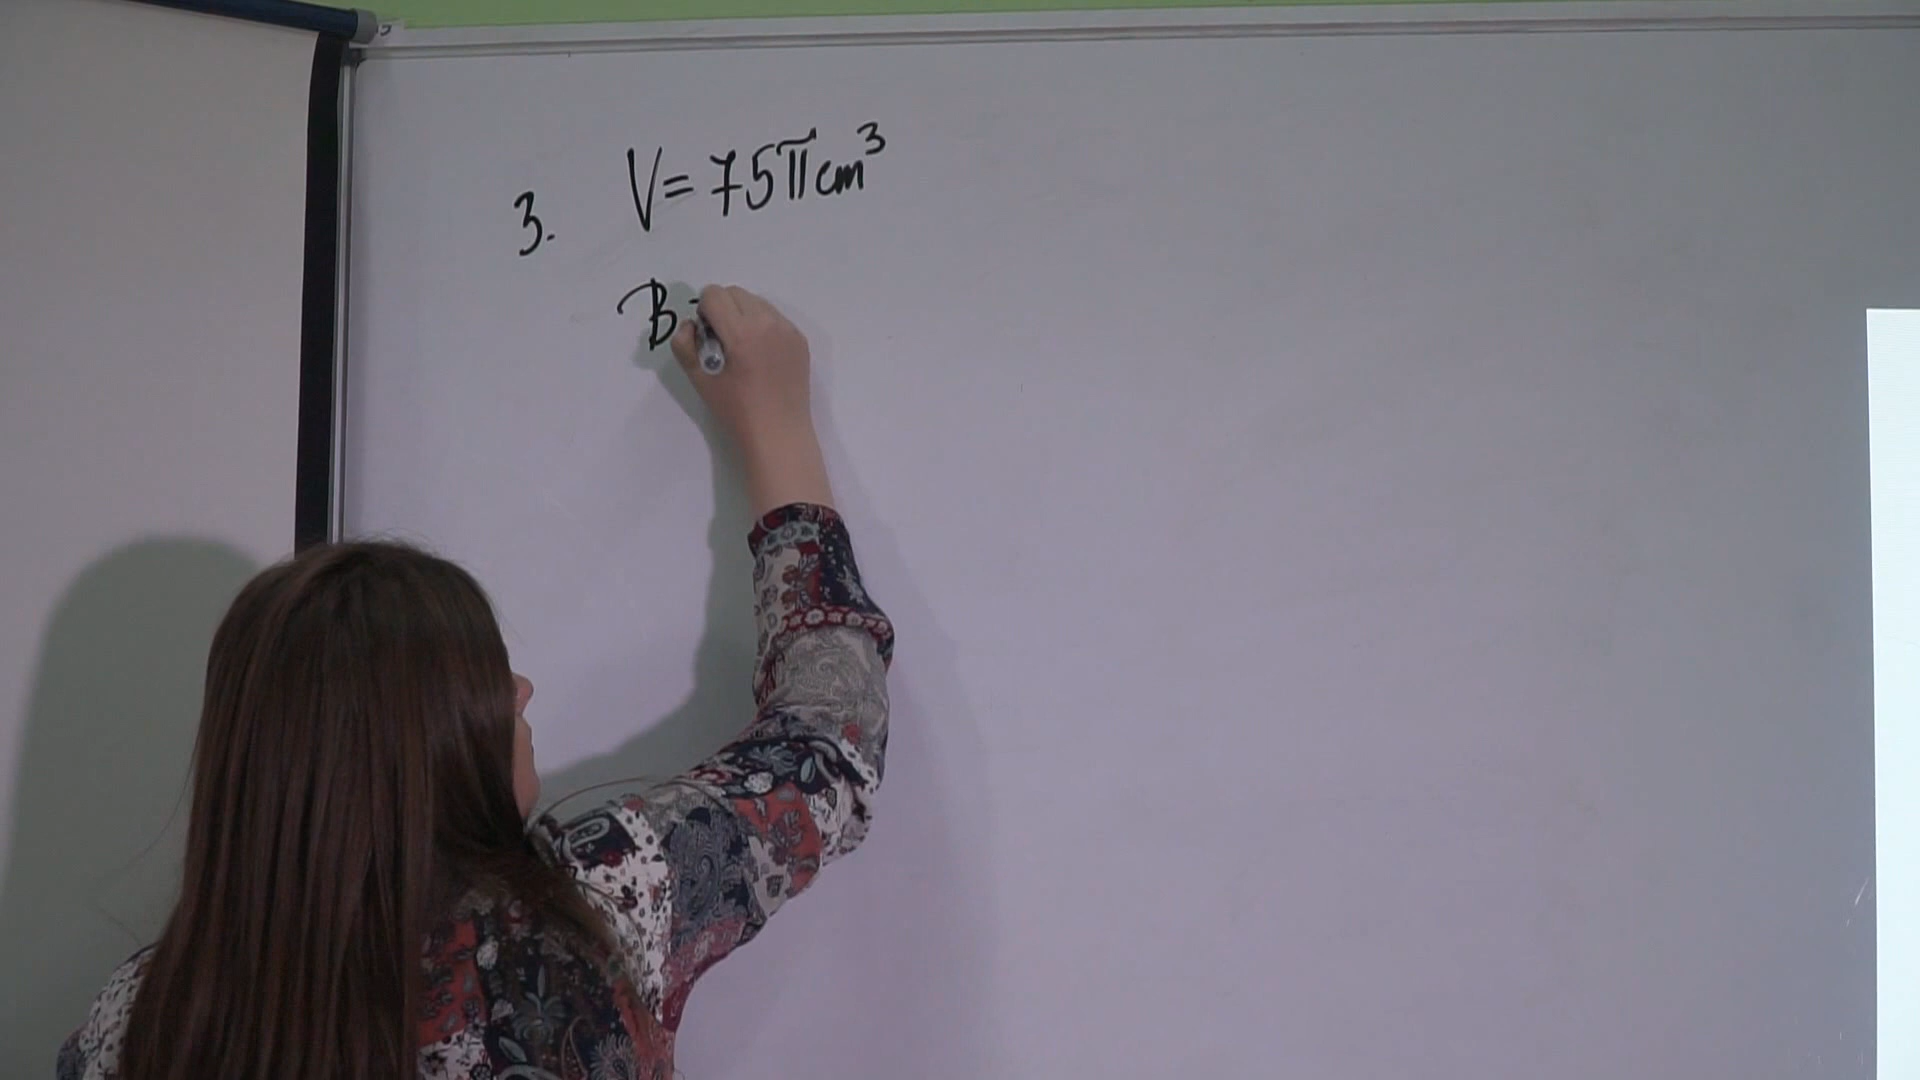 3. V = 75π cm³
B =